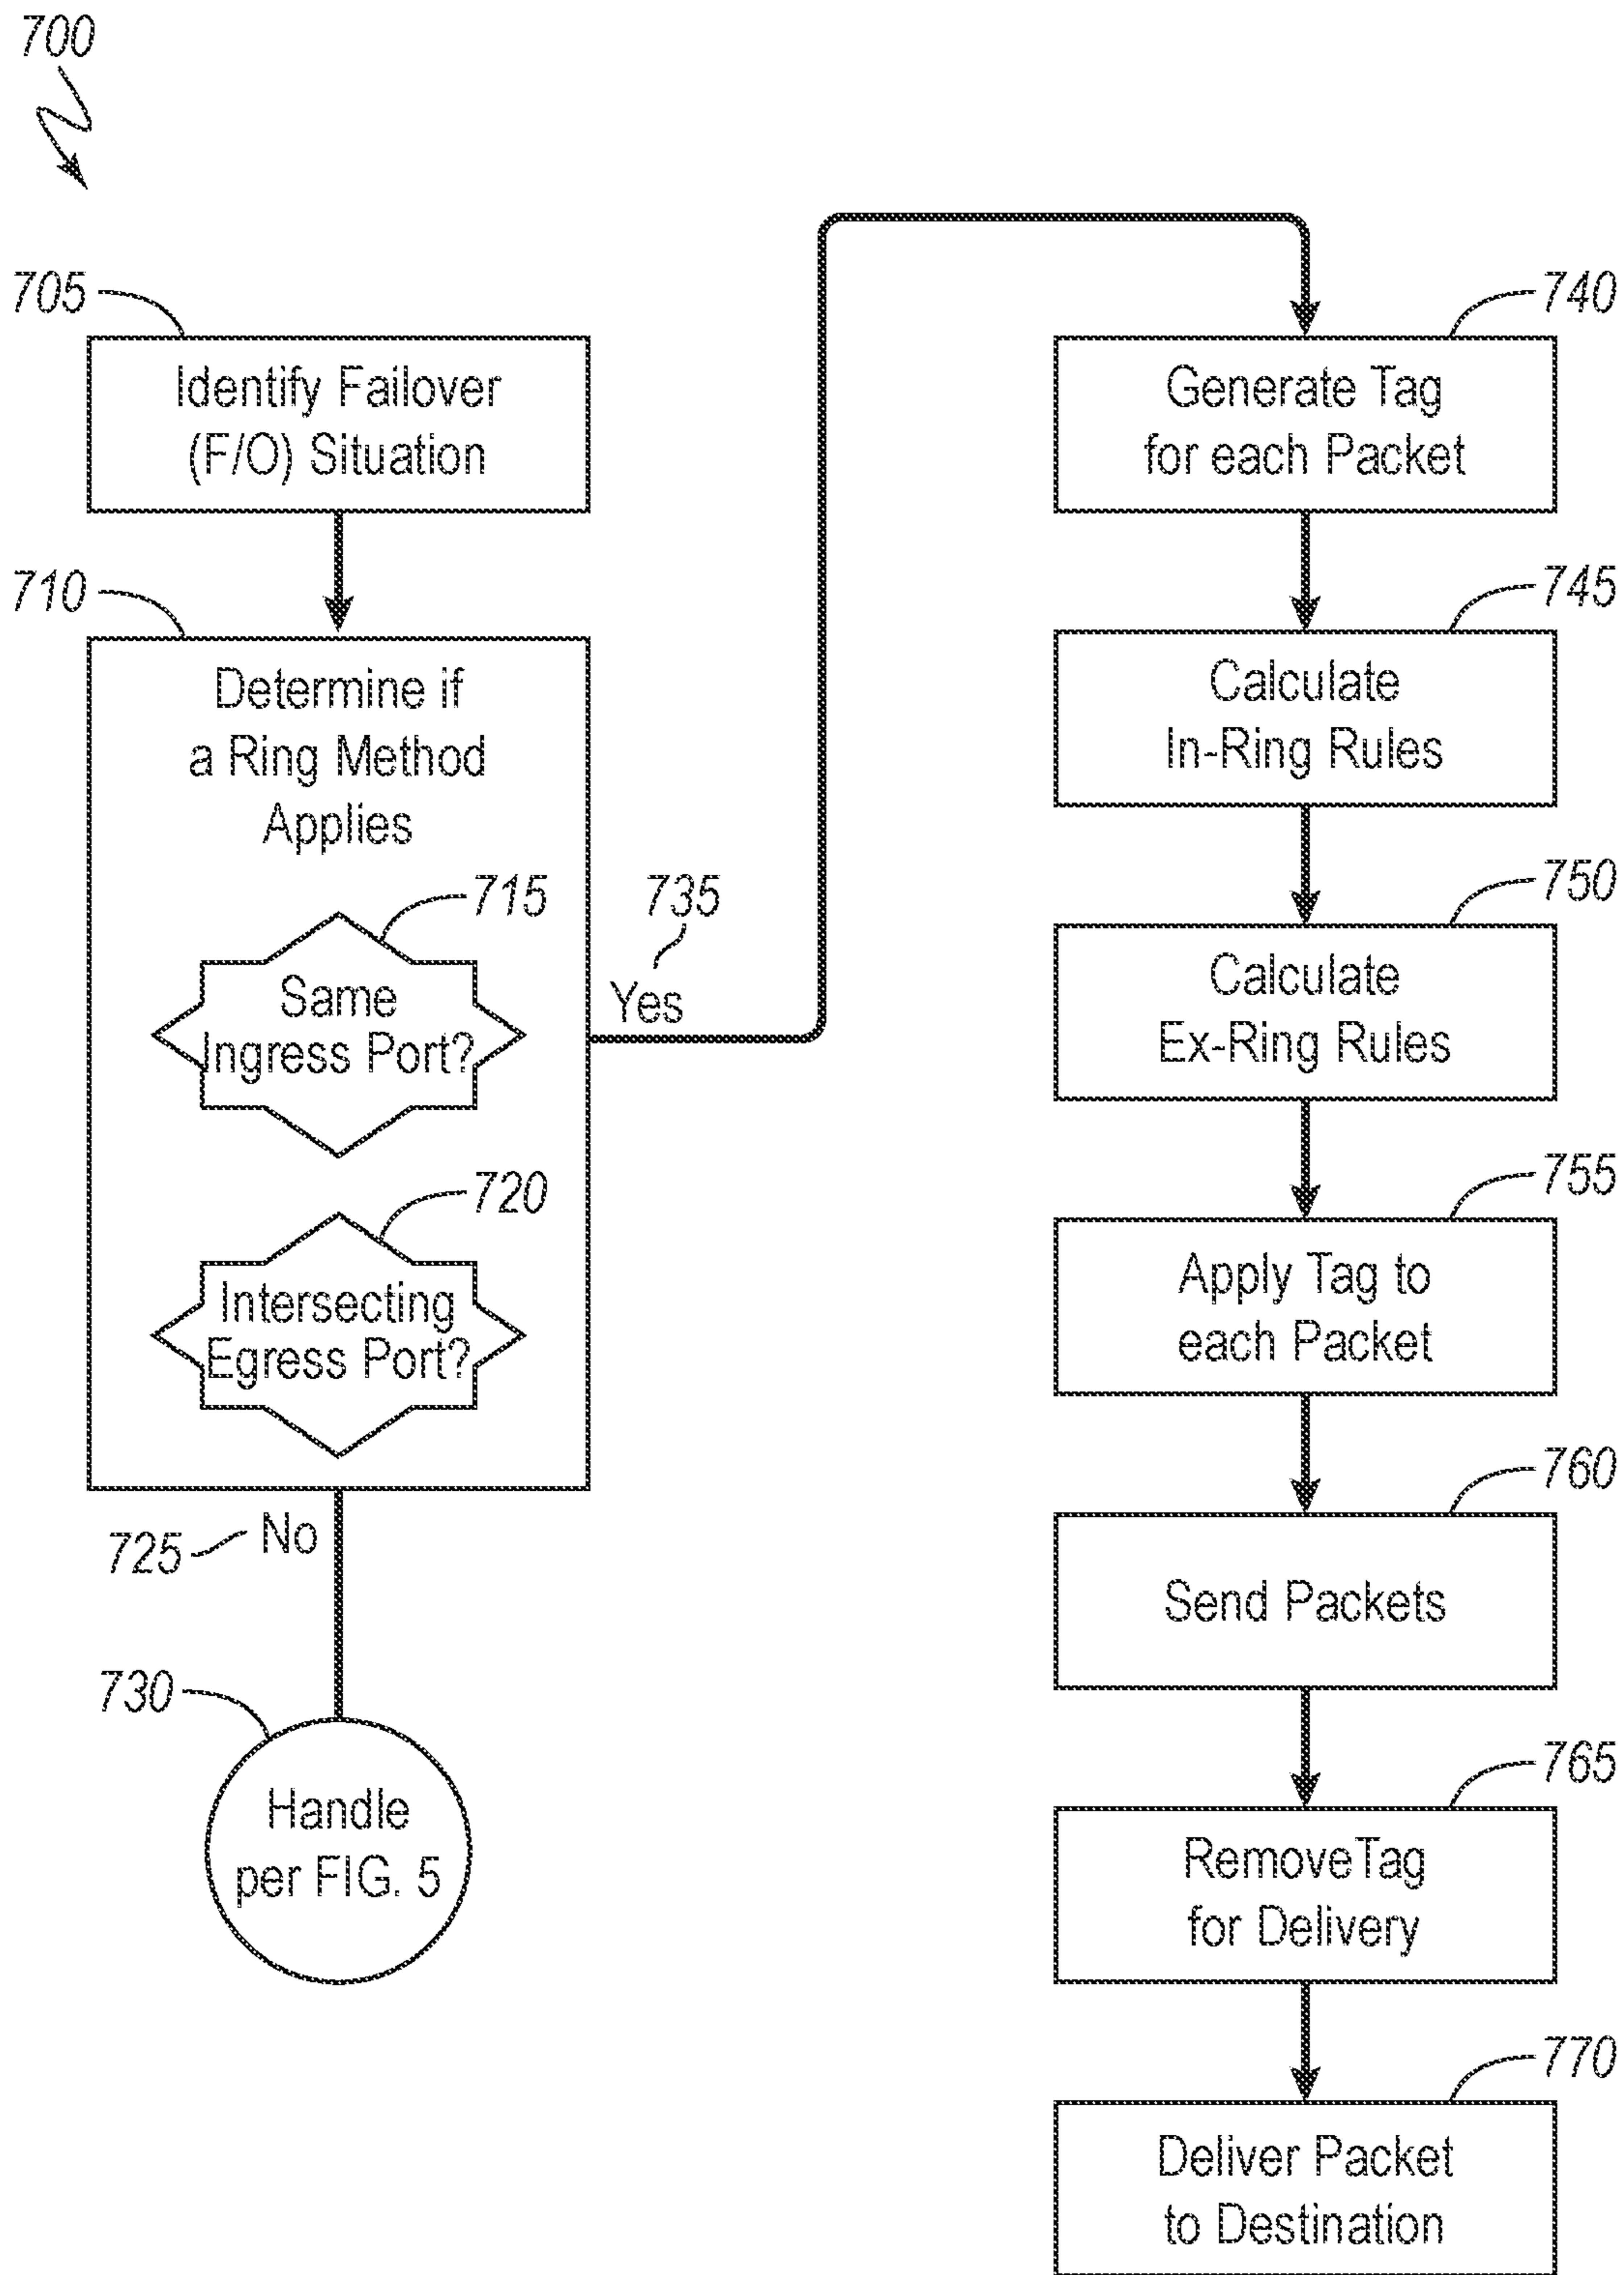 700
705
Identify Failover
(F/O) Situation
710
Determine if
a Ring Method
Applies
715
Same
Ingress Port?
720
Intersecting
Egress Port?
725
No
730
Handle
per FIG. 5
735
Yes
740
Generate Tag
for each Packet
745
Calculate
In-Ring Rules
750
Calculate
Ex-Ring Rules
755
Apply Tag to
each Packet
760
Send Packets
765
RemoveTag
for Delivery
770
Deliver Packet
to Destination